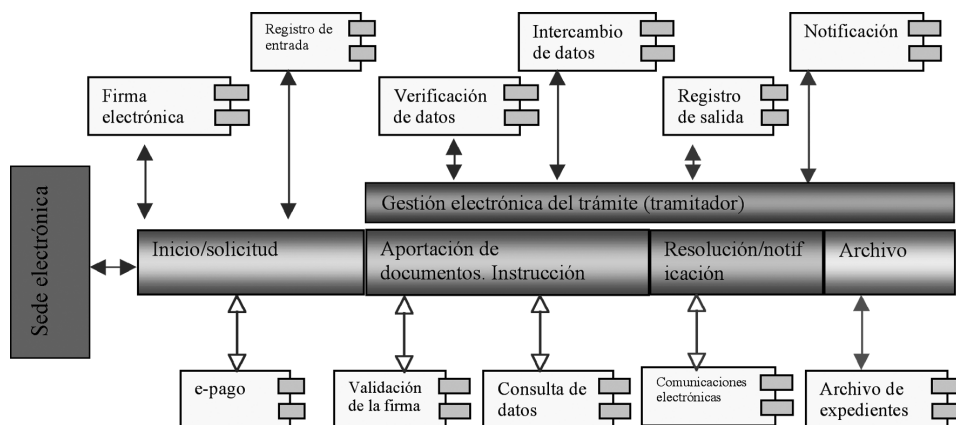 Registro de
entrada
Intercambio
de datos
Notificación
Firma
electrónica
Verificación
de datos
Registro
de salida
Sede electrónica
Gestión electrónica del trámite (tramitador)
Inicio/solicitud
Aportación de
documentos. Instrucción
Resolución/notif
icación
Archivo
e-pago
Validación
de la firma
Consulta de
datos
Comunicaciones
electrónicas
Archivo de
expedientes